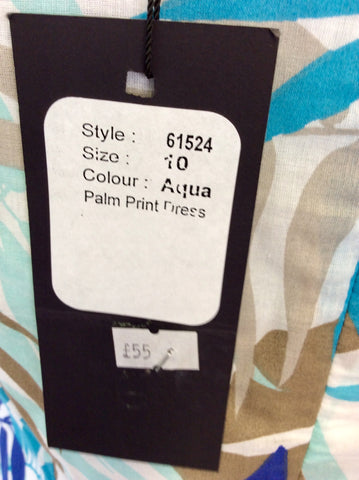 Style : 61524
Size : 10
Colour : Aqua
Palm Print Dress
£55